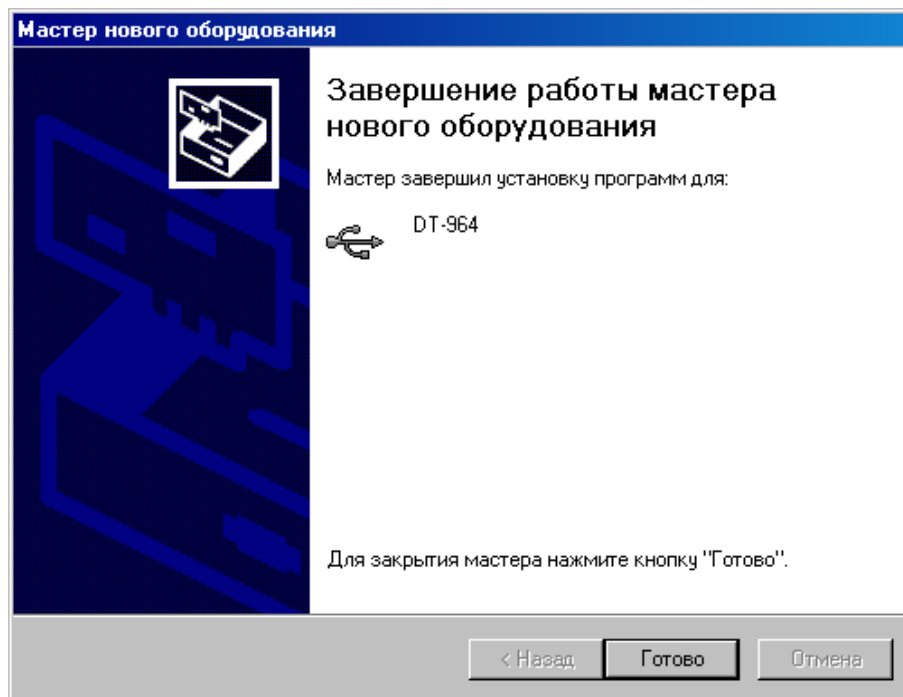 Мастер нового оборудования
Завершение работы мастера
нового оборудования
Мастер завершил установку программ для:
DT-964
Для закрытия мастера нажмите кнопку "Готово".
< Назад
Готово
Отмена